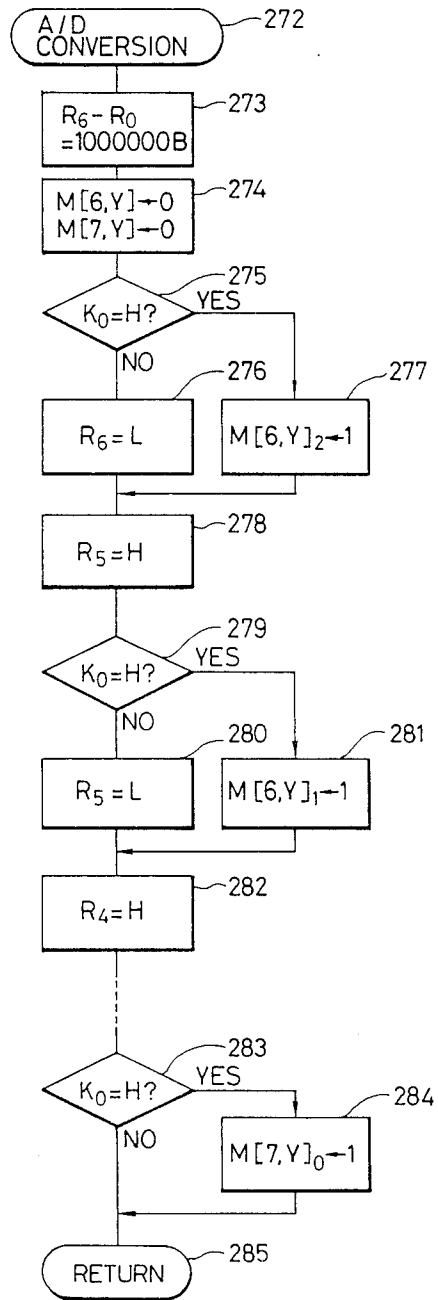 A/D
CONVERSION
272
R6-R0
=1000000B
273
M[6,Y]←0
M[7,Y]←0
274
275
K0=H?
YES
NO
276
277
R6=L
M[6,Y]2←1
278
R5=H
279
K0=H?
YES
NO
280
281
R5=L
M[6,Y]1←1
282
R4=H
283
K0=H?
YES
NO
284
M[7,Y]0←1
RETURN
285